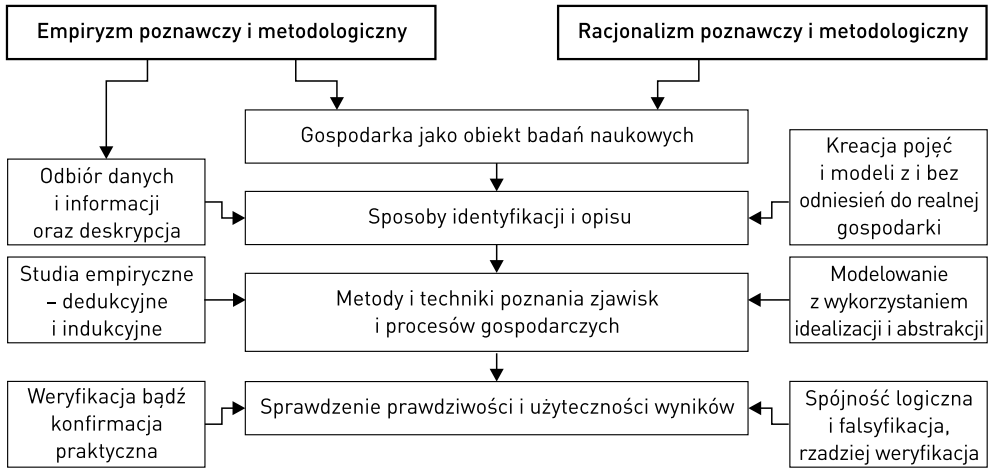 Empiryzm poznawczy i metodologiczny
Racjonalizm poznawczy i metodologiczny
Gospodarka jako obiekt badań naukowych
Odbiór danych
i informacji
oraz deskrypcja
Sposoby identyfikacji i opisu
Kreacja pojęć
i modeli z i bez
odniesień do realnej
gospodarki
Studia empiryczne
– dedukcyjne
i indukcyjne
Metody i techniki poznania zjawisk
i procesów gospodarczych
Modelowanie
z wykorzystaniem
idealizacji i abstrakcji
Weryfikacja bądź
konfirmacja
praktyczna
Sprawdzenie prawdziwości i użyteczności wyników
Spójność logiczna
i falsyfikacja,
rzadziej weryfikacja